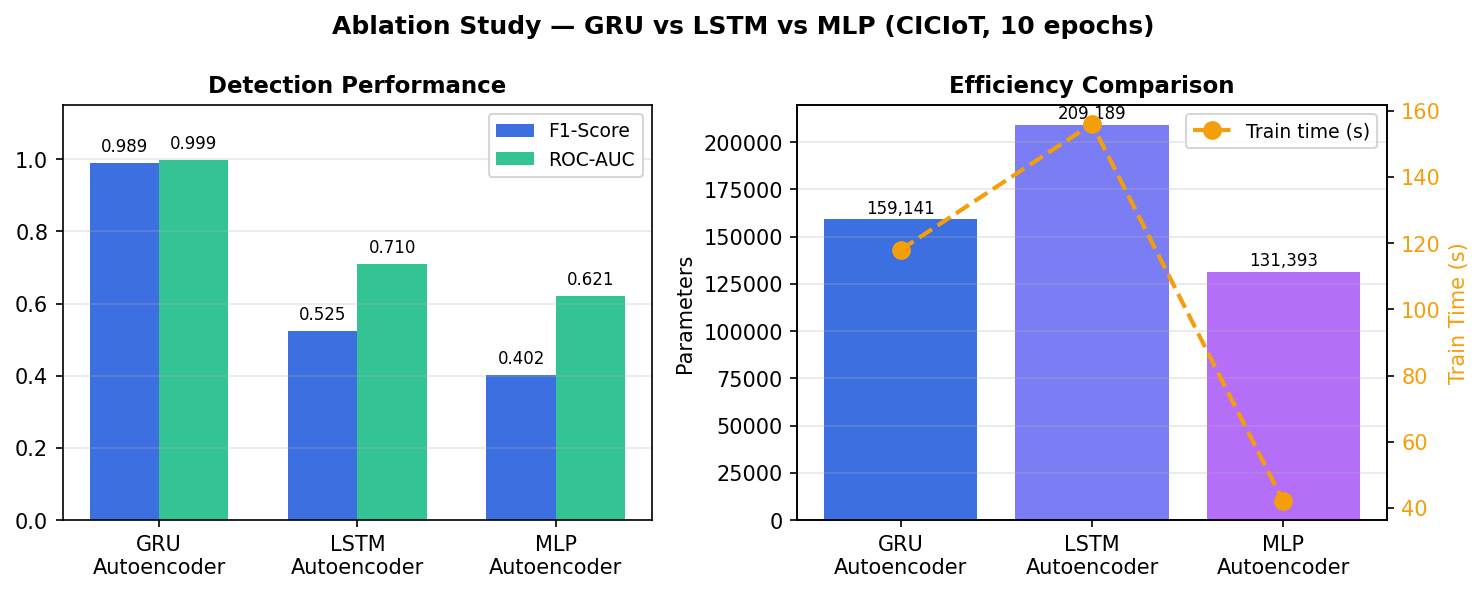 Ablation Study — GRU vs LSTM vs MLP (CICIoT, 10 epochs)
Detection Performance
F1-Score
ROC-AUC
0.989
0.999
0.525
0.710
0.402
0.621
1.0
0.8
0.6
0.4
0.2
0.0
GRU
Autoencoder
LSTM
Autoencoder
MLP
Autoencoder
Efficiency Comparison
Train time (s)
159,141
209,189
131,393
Parameters
200000
175000
150000
125000
100000
75000
50000
25000
0
Train Time (s)
160
140
120
100
80
60
40
GRU
Autoencoder
LSTM
Autoencoder
MLP
Autoencoder